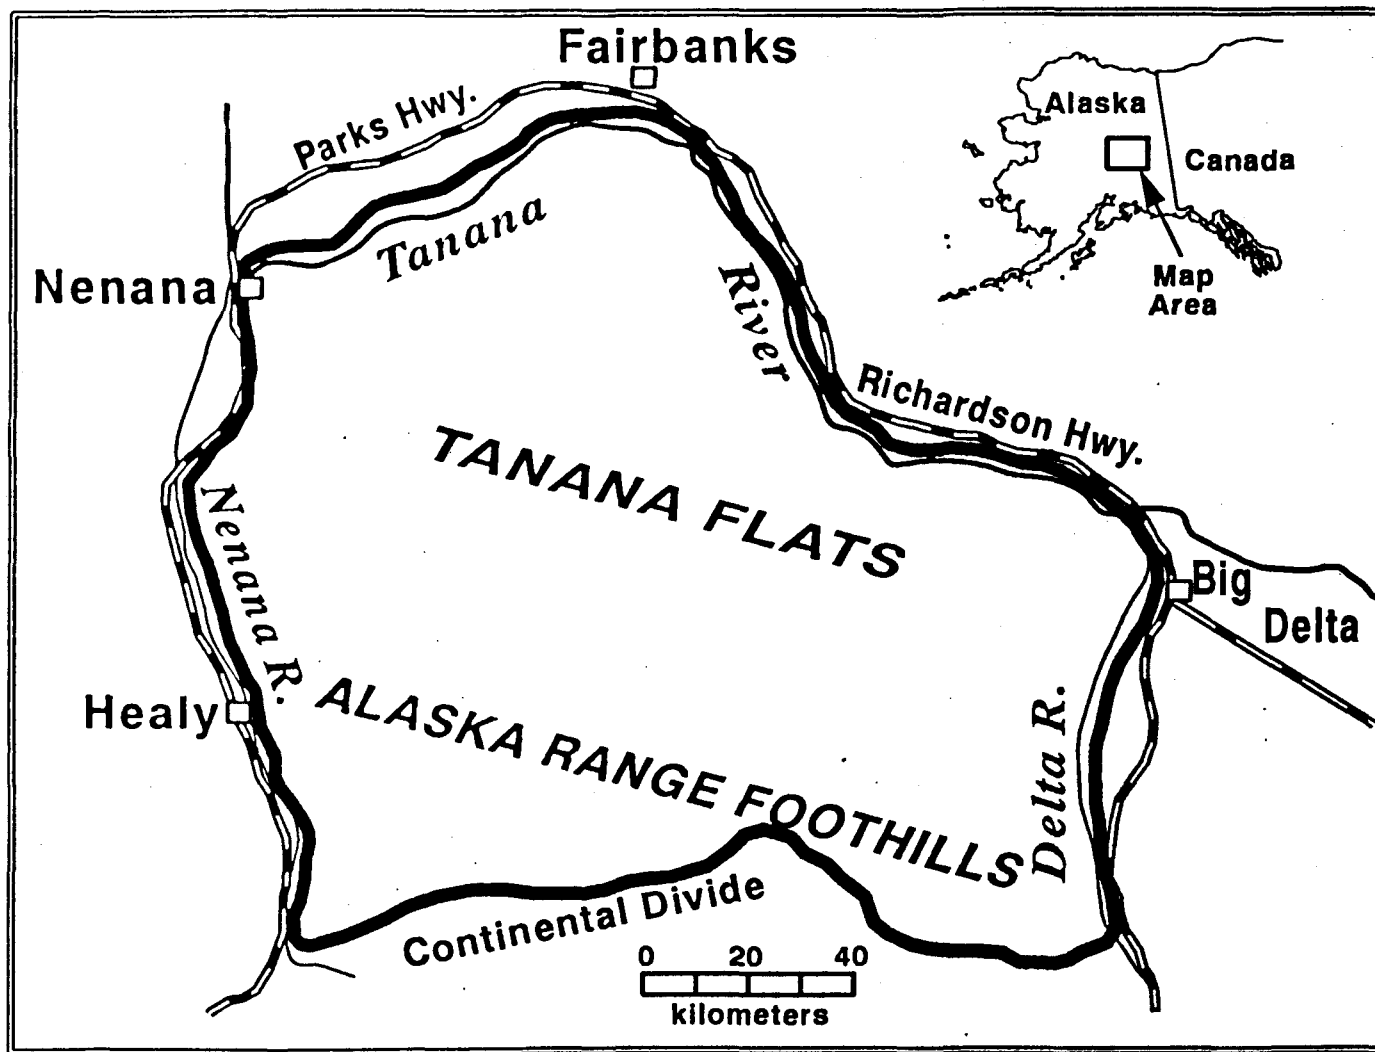 Fairbanks
Parks Hwy.
Alaska
Canada
Map
Area
Tanana
River
Nenana
Richardson Hwy.
TANANA FLATS
Nenana R.
Big
Delta
Healy
ALASKA RANGE FOOTHILLS
Delta R.
Continental Divide
0 20 40
kilometers